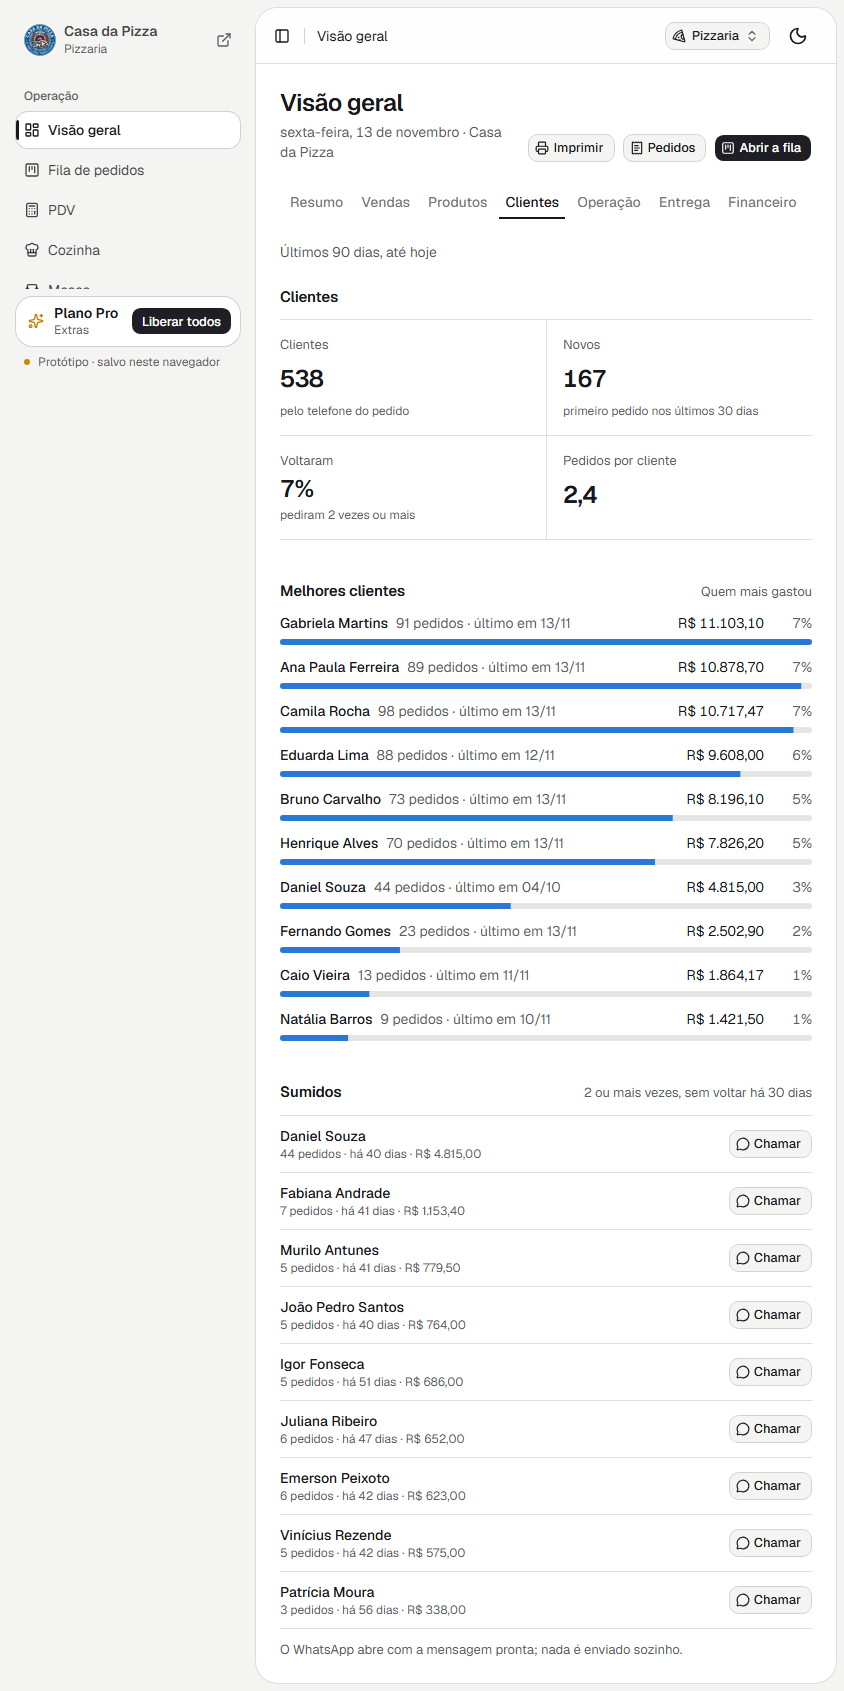 Casa da Pizza
Pizzaria
Operação
Visão geral
Fila de pedidos
PDV
Cozinha
Mesas
Plano Pro
Extras
Liberar todos
Protótipo · salvo neste navegador
Visão geral
Pizzaria
Visão geral
sexta-feira, 13 de novembro · Casa
da Pizza
Imprimir
Pedidos
Abrir a fila
Resumo Vendas Produtos Clientes Operação Entrega Financeiro
Últimos 90 dias, até hoje
Clientes
Clientes
538
pelo telefone do pedido
Novos
167
primeiro pedido nos últimos 30 dias
Voltaram
7%
pediram 2 vezes ou mais
Pedidos por cliente
2,4
Melhores clientes Quem mais gastou
Gabriela Martins 91 pedidos · último em 13/11 R$ 11.103,10 7%
Ana Paula Ferreira 89 pedidos · último em 13/11 R$ 10.878,70 7%
Camila Rocha 98 pedidos · último em 13/11 R$ 10.717,47 7%
Eduarda Lima 88 pedidos · último em 12/11 R$ 9.608,00 6%
Bruno Carvalho 73 pedidos · último em 13/11 R$ 8.196,10 5%
Henrique Alves 70 pedidos · último em 13/11 R$ 7.826,20 5%
Daniel Souza 44 pedidos · último em 04/10 R$ 4.815,00 3%
Fernando Gomes 23 pedidos · último em 13/11 R$ 2.502,90 2%
Caio Vieira 13 pedidos · último em 11/11 R$ 1.864,17 1%
Natália Barros 9 pedidos · último em 10/11 R$ 1.421,50 1%
Sumidos 2 ou mais vezes, sem voltar há 30 dias
Daniel Souza
44 pedidos · há 40 dias · R$ 4.815,00
Chamar
Fabiana Andrade
7 pedidos · há 41 dias · R$ 1.153,40
Chamar
Murilo Antunes
5 pedidos · há 41 dias · R$ 779,50
Chamar
João Pedro Santos
5 pedidos · há 40 dias · R$ 764,00
Chamar
Igor Fonseca
5 pedidos · há 51 dias · R$ 686,00
Chamar
Juliana Ribeiro
6 pedidos · há 47 dias · R$ 652,00
Chamar
Emerson Peixoto
6 pedidos · há 42 dias · R$ 623,00
Chamar
Vinícius Rezende
5 pedidos · há 42 dias · R$ 575,00
Chamar
Patrícia Moura
3 pedidos · há 56 dias · R$ 338,00
Chamar
O WhatsApp abre com a mensagem pronta; nada é enviado sozinho.